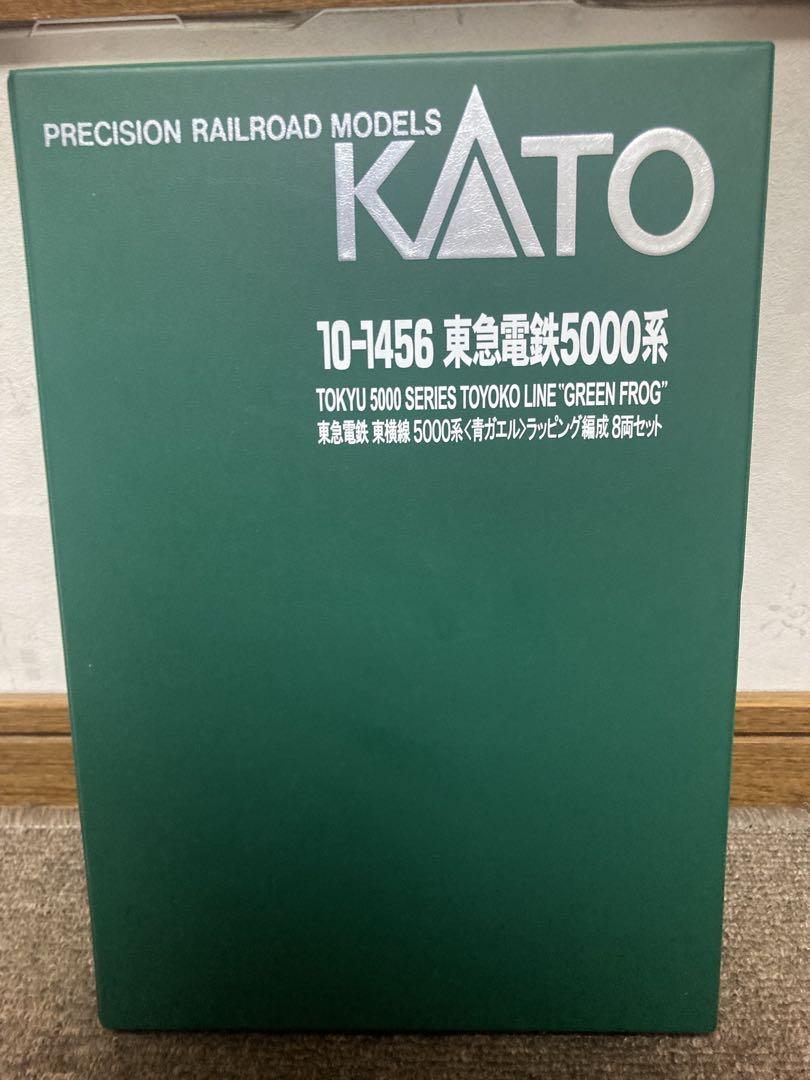 PRECISION RAILROAD MODELS
KATO
10-1456 東急電鉄5000系
TOKYU 5000 SERIES TOYOKO LINE "GREEN FROG"
東急電鉄 東横線 5000系〈青ガエル〉ラッピング編成 8両セット